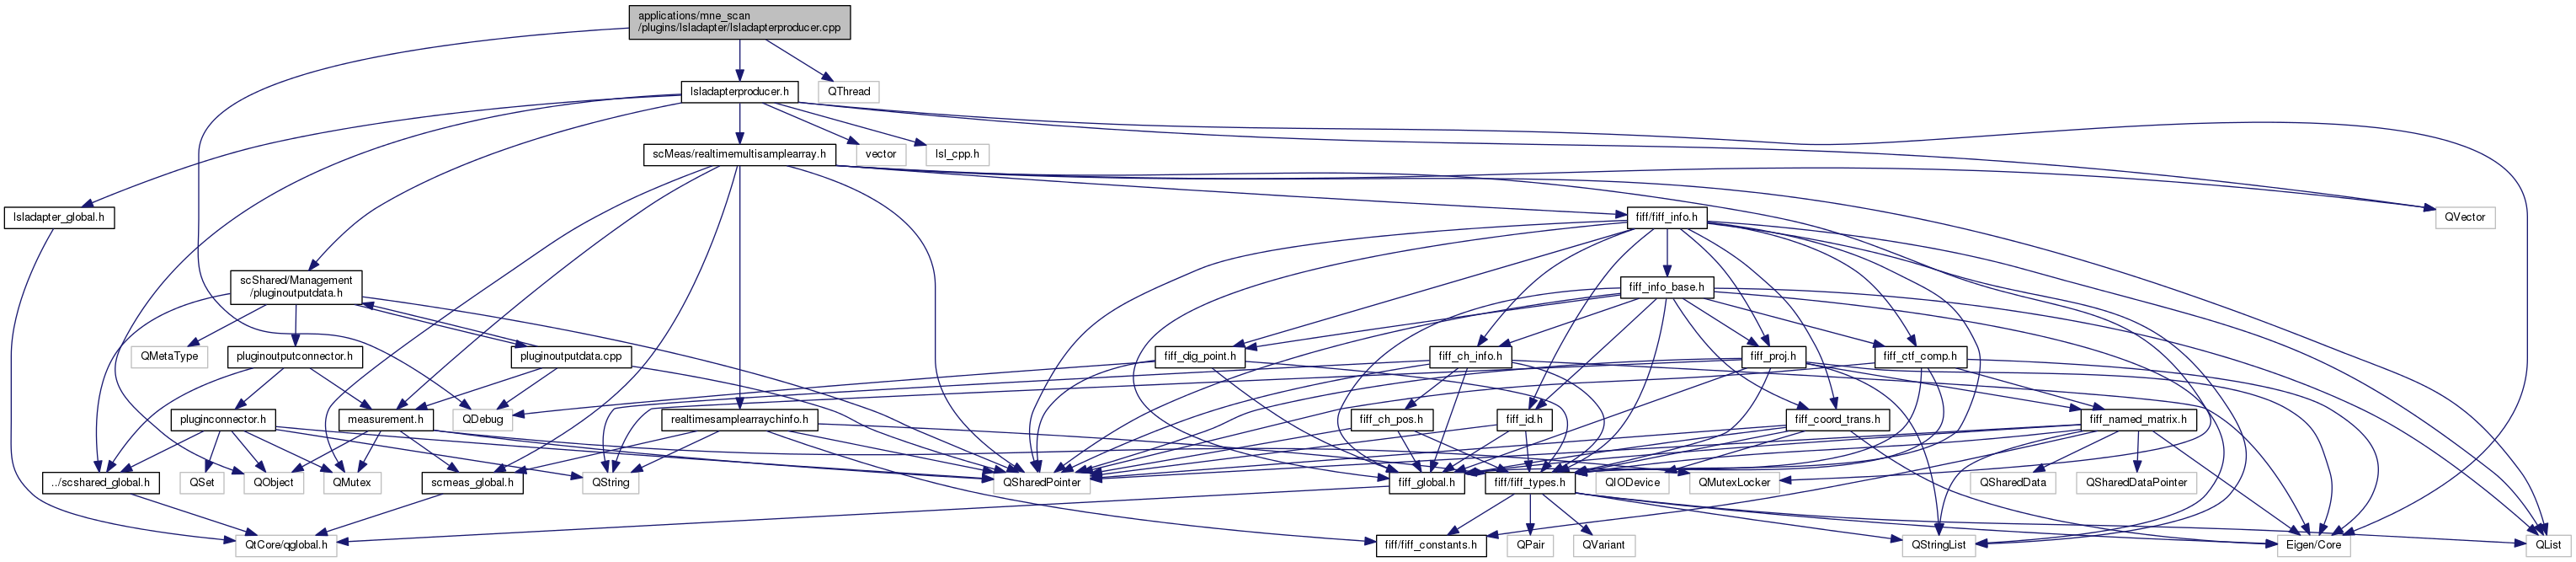 applications/mne_scan
/plugins/lsladapter/lsladapterproducer.cpp
lsladapterproducer.h
QThread
scMeas/realtimemultisamplearray.h
vector
lsl_cpp.h
lsladapter_global.h
fiff/fiff_info.h
QVector
scShared/Management
/pluginoutputdata.h
fiff_info_base.h
QMetaType
pluginoutputconnector.h
pluginoutputdata.cpp
fiff_dig_point.h
fiff_ch_info.h
fiff_proj.h
fiff_ctf_comp.h
pluginconnector.h
measurement.h
QDebug
realtimesamplearraychinfo.h
fiff_ch_pos.h
fiff_id.h
fiff_coord_trans.h
fiff_named_matrix.h
../scshared_global.h
QSet
QObject
QMutex
scmeas_global.h
QString
QSharedPointer
fiff_global.h
fiff/fiff_types.h
QIODevice
QMutexLocker
QSharedData
QSharedDataPointer
QtCore/qglobal.h
fiff/fiff_constants.h
QPair
QVariant
QStringList
Eigen/Core
QList